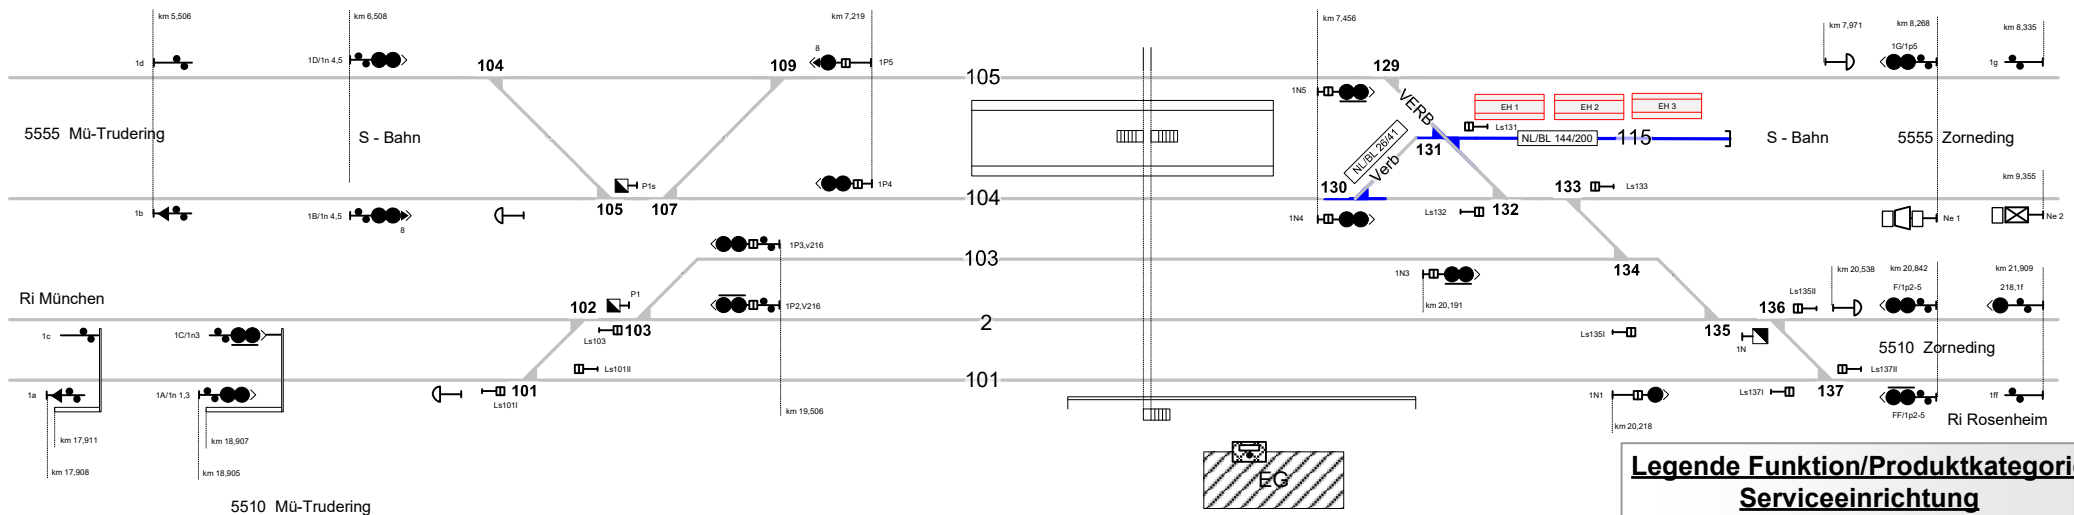 km 5,506
km 6,508
km 7,219
km 7,456
km 7,971
km 8,268
km 8,335
1d
1D/1n 4,5
104
109
8
1P5
105
129
1G/1p5
1g
1N5
VERB
EH 1
EH 2
EH 3
5555 Mü-Trudering
S - Bahn
Ls131
NL/BL 26/41
131
NL/BL 144/200
115
S - Bahn
5555 Zorneding
Verb
P1s
1P4
130
133
Ls133
km 9,355
1b
1B/1n 4,5
8
105
107
104
1N4
Ls132
132
Ne 1
Ne 2
1P3,v216
103
134
1N3
km 20,538
km 20,842
km 21,909
Ri München
102
P1
1P2,V216
km 20,191
Ls135II
136
F/1p2-5
218,1f
1c
1C/1n3
Ls103
103
2
Ls135I
135
1N
5510 Zorneding
Ls101II
Ls137II
1a
1A/1n 1,3
Ls101I
101
101
1N1
Ls137I
137
FF/1p2-5
1ff
km 19,506
Ri Rosenheim
km 17,911
km 18,907
km 20,218
km 17,908
km 18,905
EG
Legende Funktion/Produktkategorie
Serviceeinrichtung
5510 Mü-Trudering